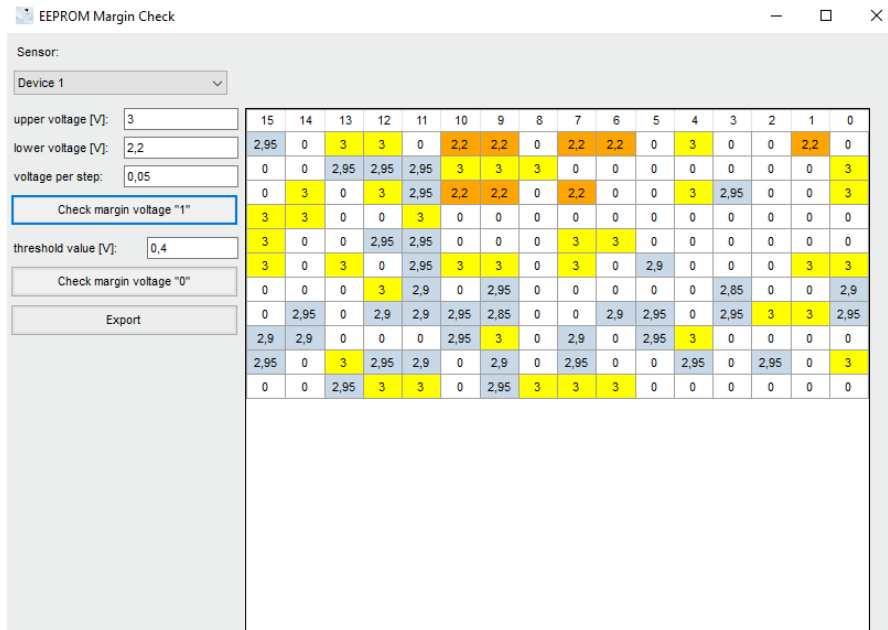 EEPROM Margin Check
Sensor:
Device 1
upper voltage [V]: 3
lower voltage [V]: 2,2
voltage per step: 0,05
Check margin voltage "1"
threshold value [V]: 0,4
Check margin voltage "0"
Export
15 14 13 12 11 10 9 8 7 6 5 4 3 2 1 0
2,95 0 3 3 0 2,2 2,2 0 2,2 2,2 0 3 0 0 2,2 0
0 0 2,95 2,95 2,95 3 3 3 0 0 0 0 0 0 0 3
0 3 0 3 2,95 2,2 2,2 0 2,2 0 0 3 2,95 0 0 3
3 3 0 0 3 0 0 0 0 0 0 0 0 0 0 0
3 0 0 2,95 2,95 0 0 0 3 3 0 0 0 0 0 0
3 0 3 0 2,95 3 3 0 3 0 2,9 0 0 0 3 3
0 0 0 3 2,9 0 2,95 0 0 0 0 0 2,85 0 0 2,9
0 2,95 0 2,9 2,9 2,95 2,85 0 0 2,9 2,95 0 2,95 3 3 2,95
2,9 2,9 0 0 0 2,95 3 0 2,9 0 2,95 3 0 0 0 0
2,95 0 3 2,95 2,9 0 2,9 0 2,95 0 0 2,95 0 2,95 0 3
0 0 2,95 3 3 0 2,95 3 3 3 0 0 0 0 0 0